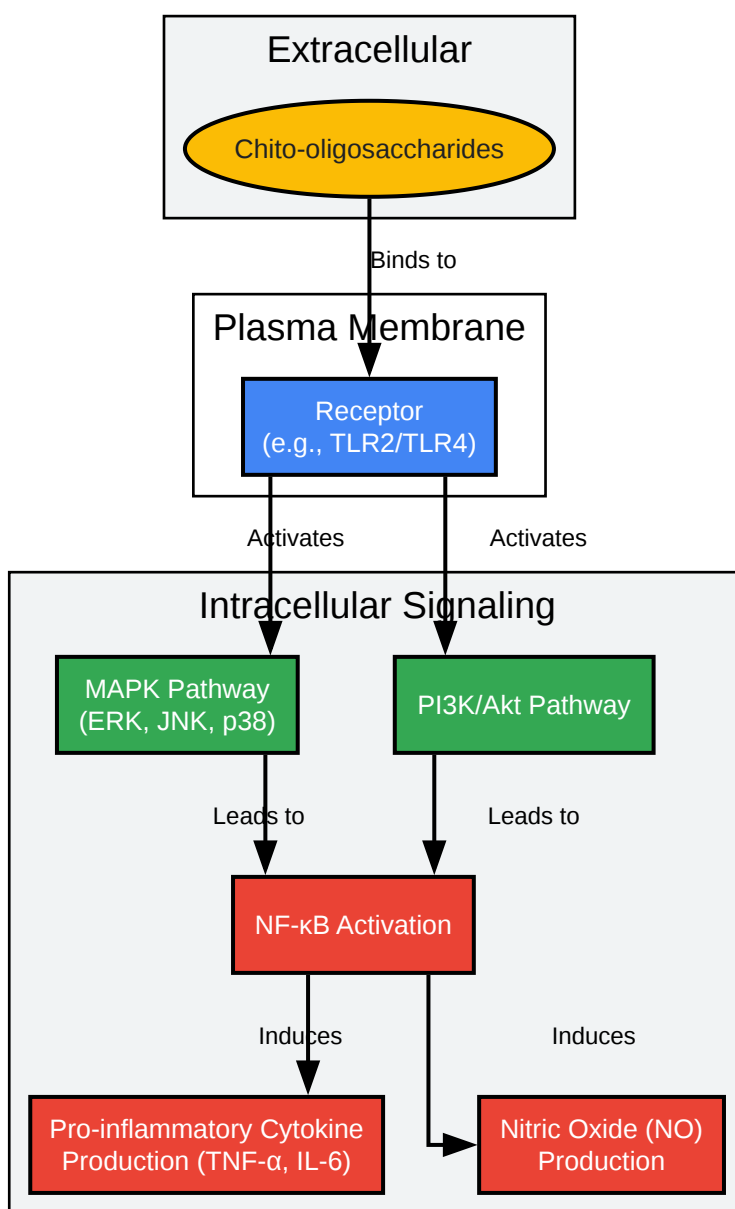 Extracellular
Chito-oligosaccharides
Binds to
Plasma Membrane
Receptor
(e.g., TLR2/TLR4)
Activates
Activates
Intracellular Signaling
MAPK Pathway
(ERK, JNK, p38)
PI3K/Akt Pathway
Leads to
Leads to
NF-κB Activation
Induces
Induces
Pro-inflammatory Cytokine
Production (TNF-α, IL-6)
Nitric Oxide (NO)
Production